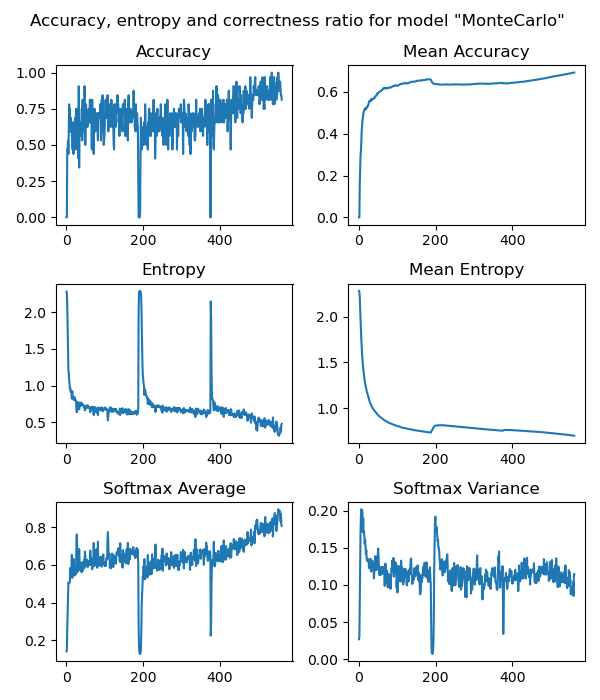 Accuracy, entropy and correctness ratio for model "MonteCarlo"
Accuracy
1.00
0.75
0.50
0.25
0.00
0 200 400
Mean Accuracy
0.6
0.4
0.2
0.0
0 200 400
Entropy
2.0
1.5
1.0
0.5
0 200 400
Mean Entropy
2.0
1.5
1.0
0 200 400
Softmax Average
0.8
0.6
0.4
0.2
0 200 400
Softmax Variance
0.20
0.15
0.10
0.05
0.00
0 200 400